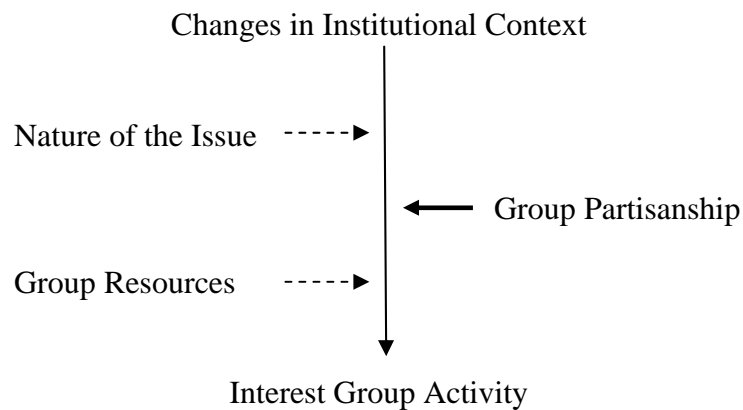 Changes in Institutional Context
Nature of the Issue
Group Partisanship
Group Resources
Interest Group Activity